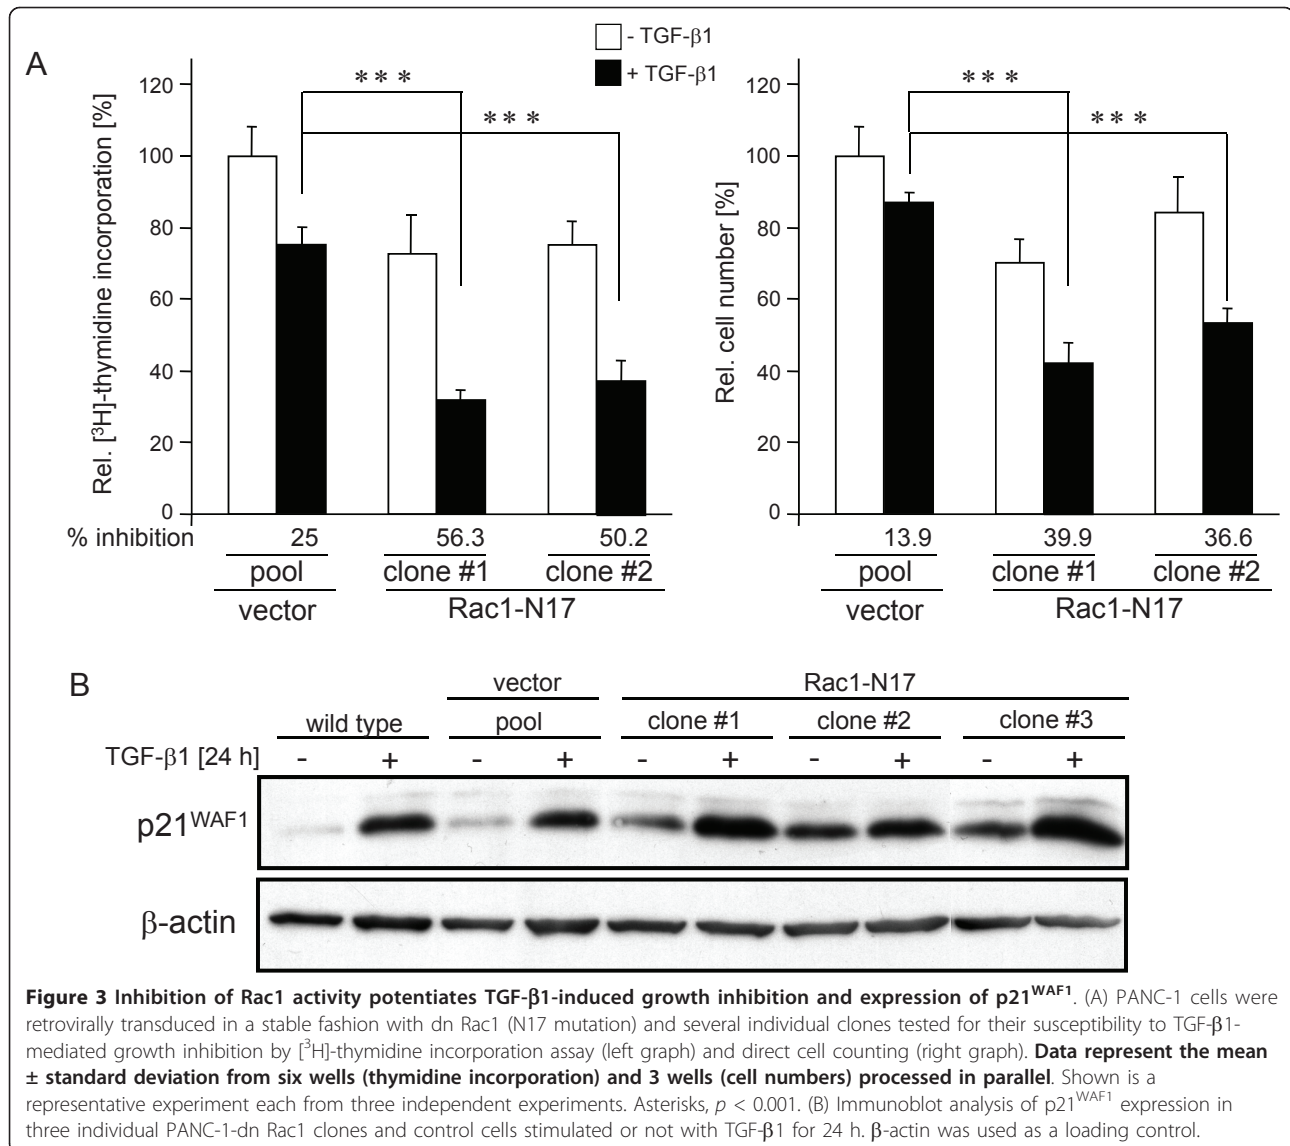 - TGF-β1
+ TGF-β1
A
Rel. [³H]-thymidine incorporation [%]
120
100
80
60
40
20
0
***
***
% inhibition 25 56.3 50.2
pool clone #1 clone #2
vector Rac1-N17
Rel. cell number [%]
120
100
80
60
40
20
0
***
***
13.9 39.9 36.6
pool clone #1 clone #2
vector Rac1-N17
B
vector Rac1-N17
wild type pool clone #1 clone #2 clone #3
TGF-β1 [24 h] - + - + - + - + - +
p21WAF1
β-actin
Figure 3 Inhibition of Rac1 activity potentiates TGF-β1-induced growth inhibition and expression of p21WAF1. (A) PANC-1 cells were
retrovirally transduced in a stable fashion with dn Rac1 (N17 mutation) and several individual clones tested for their susceptibility to TGF-β1-
mediated growth inhibition by [³H]-thymidine incorporation assay (left graph) and direct cell counting (right graph). Data represent the mean
± standard deviation from six wells (thymidine incorporation) and 3 wells (cell numbers) processed in parallel. Shown is a
representative experiment each from three independent experiments. Asterisks, p < 0.001. (B) Immunoblot analysis of p21WAF1 expression in
three individual PANC-1-dn Rac1 clones and control cells stimulated or not with TGF-β1 for 24 h. β-actin was used as a loading control.